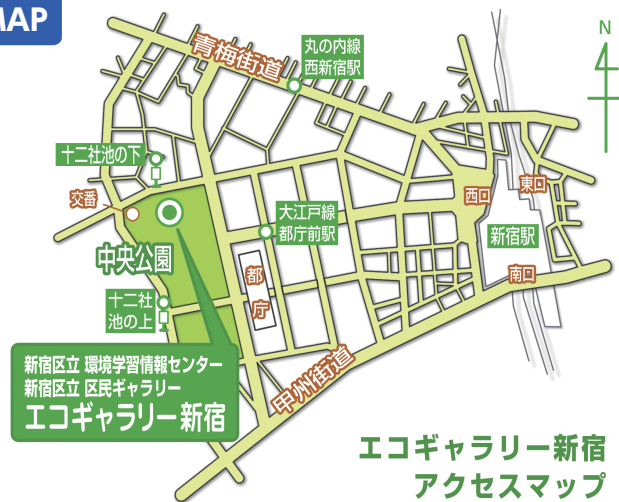 MAP
N
青梅街道
丸の内線
西新宿駅
十二社池の下
交番
中央公園
大江戸線
都庁前駅
西口
東口
新宿駅
南口
都
庁
十二社
池の上
新宿区立 環境学習情報センター
新宿区立 区民ギャラリー
エコギャラリー新宿
甲州街道
エコギャラリー新宿
アクセスマップ